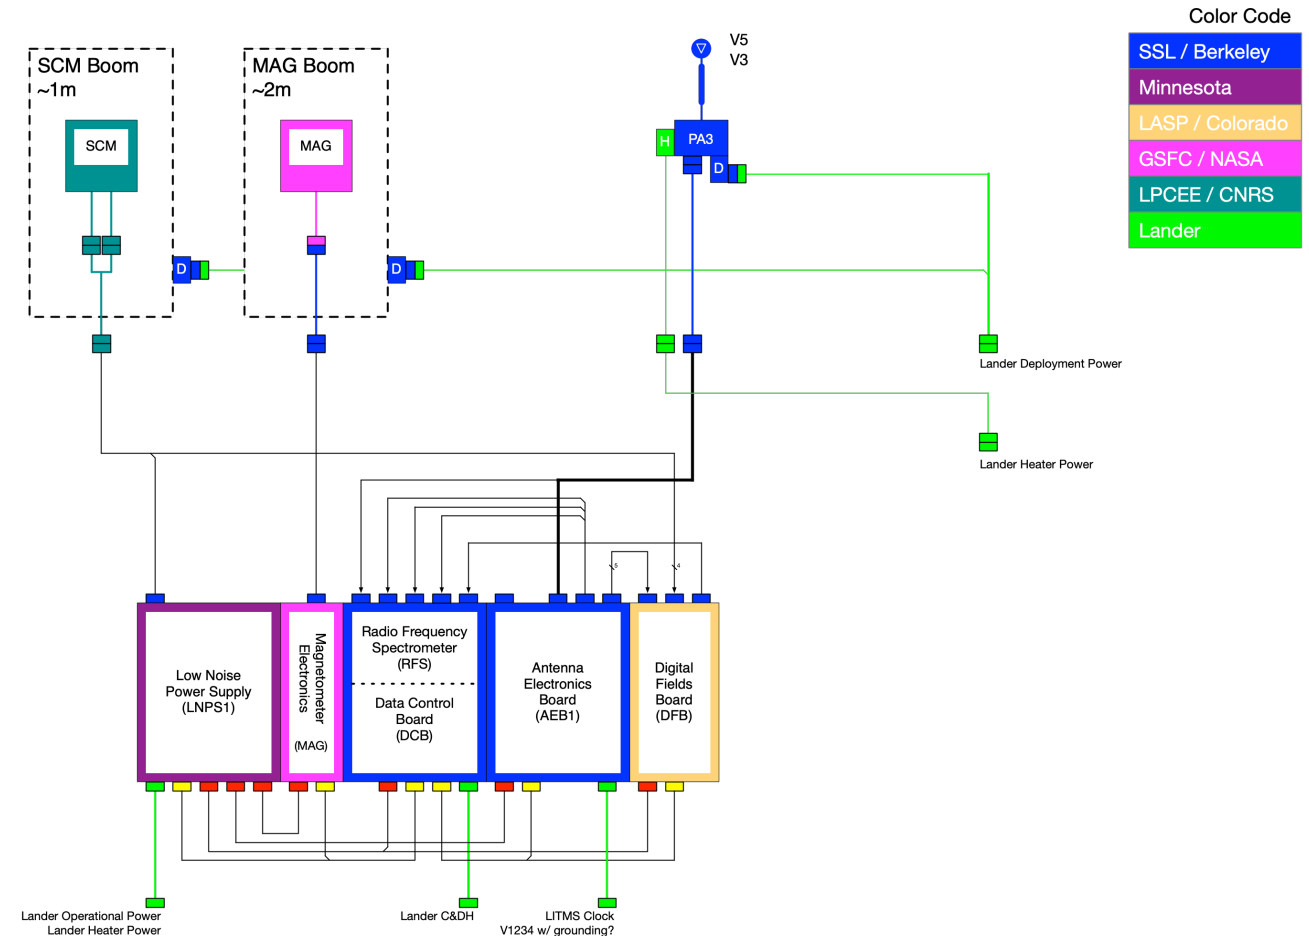 Color Code
SSL / Berkeley
Minnesota
LASP / Colorado
GSFC / NASA
LPCEE / CNRS
Lander
SCM Boom
~1m
SCM
D
MAG Boom
~2m
MAG
D
V5
V3
H
PA3
D
Lander Deployment Power
Lander Heater Power
5
4
Low Noise
Power Supply
(LNPS1)
Magnetometer
Electronics
(MAG)
Radio Frequency
Spectrometer
(RFS)
Data Control
Board
(DCB)
Antenna
Electronics
Board
(AEB1)
Digital
Fields
Board
(DFB)
Lander Operational Power
Lander Heater Power
Lander C&DH
LITMS Clock
V1234 w/ grounding?